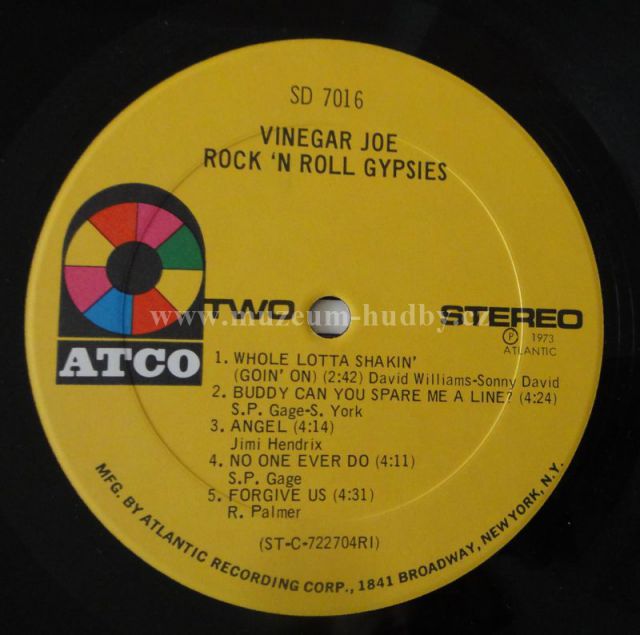 SD 7016
VINEGAR JOE
ROCK 'N ROLL GYPSIES
ATCO
TWO
STEREO
Ⓟ 1973
ATLANTIC
www.muzeum-hudby.cz
1. WHOLE LOTTA SHAKIN'
(GOIN' ON) (2:42) David Williams-Sonny David
2. BUDDY CAN YOU SPARE ME A LINE? (4:24)
S.P. Gage-S. York
3. ANGEL (4:14)
Jimi Hendrix
4. NO ONE EVER DO (4:11)
S.P. Gage
5. FORGIVE US (4:31)
R. Palmer
(ST-C-722704RI)
MFG. BY ATLANTIC RECORDING CORP., 1841 BROADWAY, NEW YORK, N.Y.